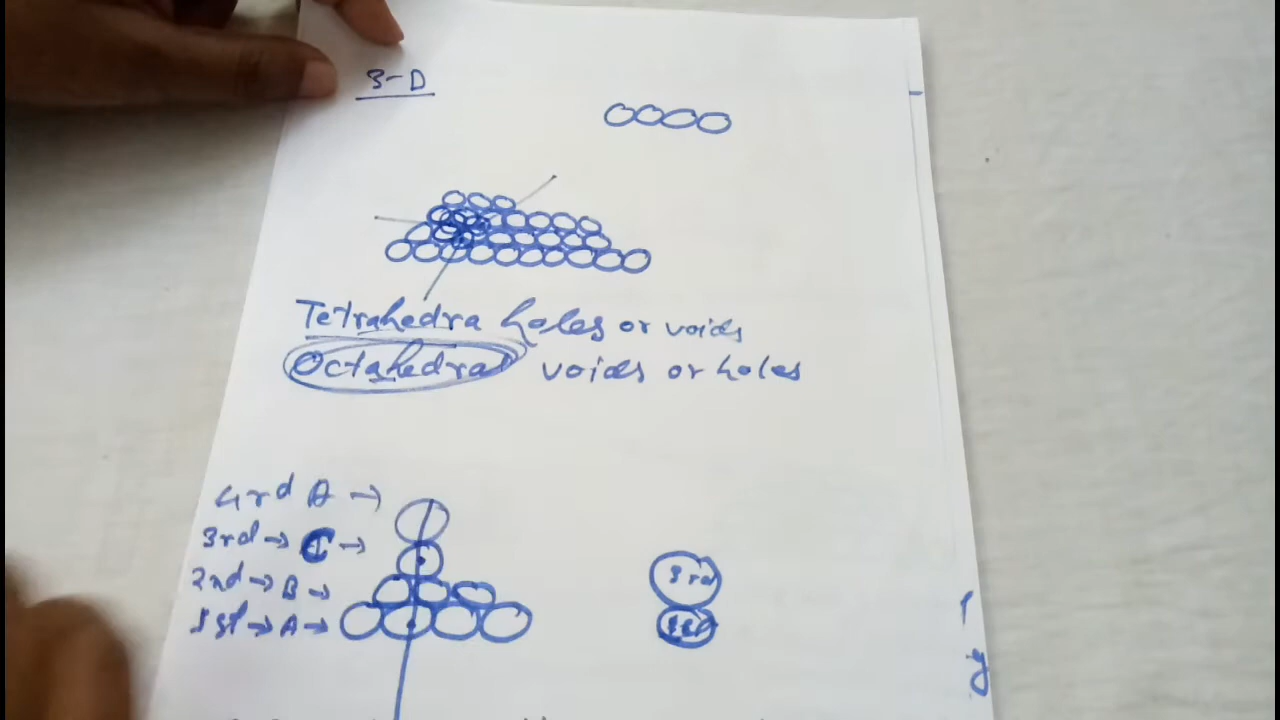 3-D
Tetrahedra holes or voids
Octahedral voids or holes
4rd A →
3rd → C →
2nd → B →
1st → A →
3rd